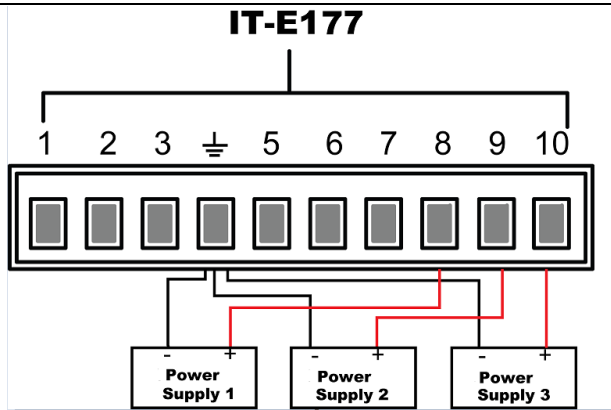 IT-E177
1 2 3 ⏚ 5 6 7 8 9 10
- + - + - +
Power Power Power
Supply 1 Supply 2 Supply 3